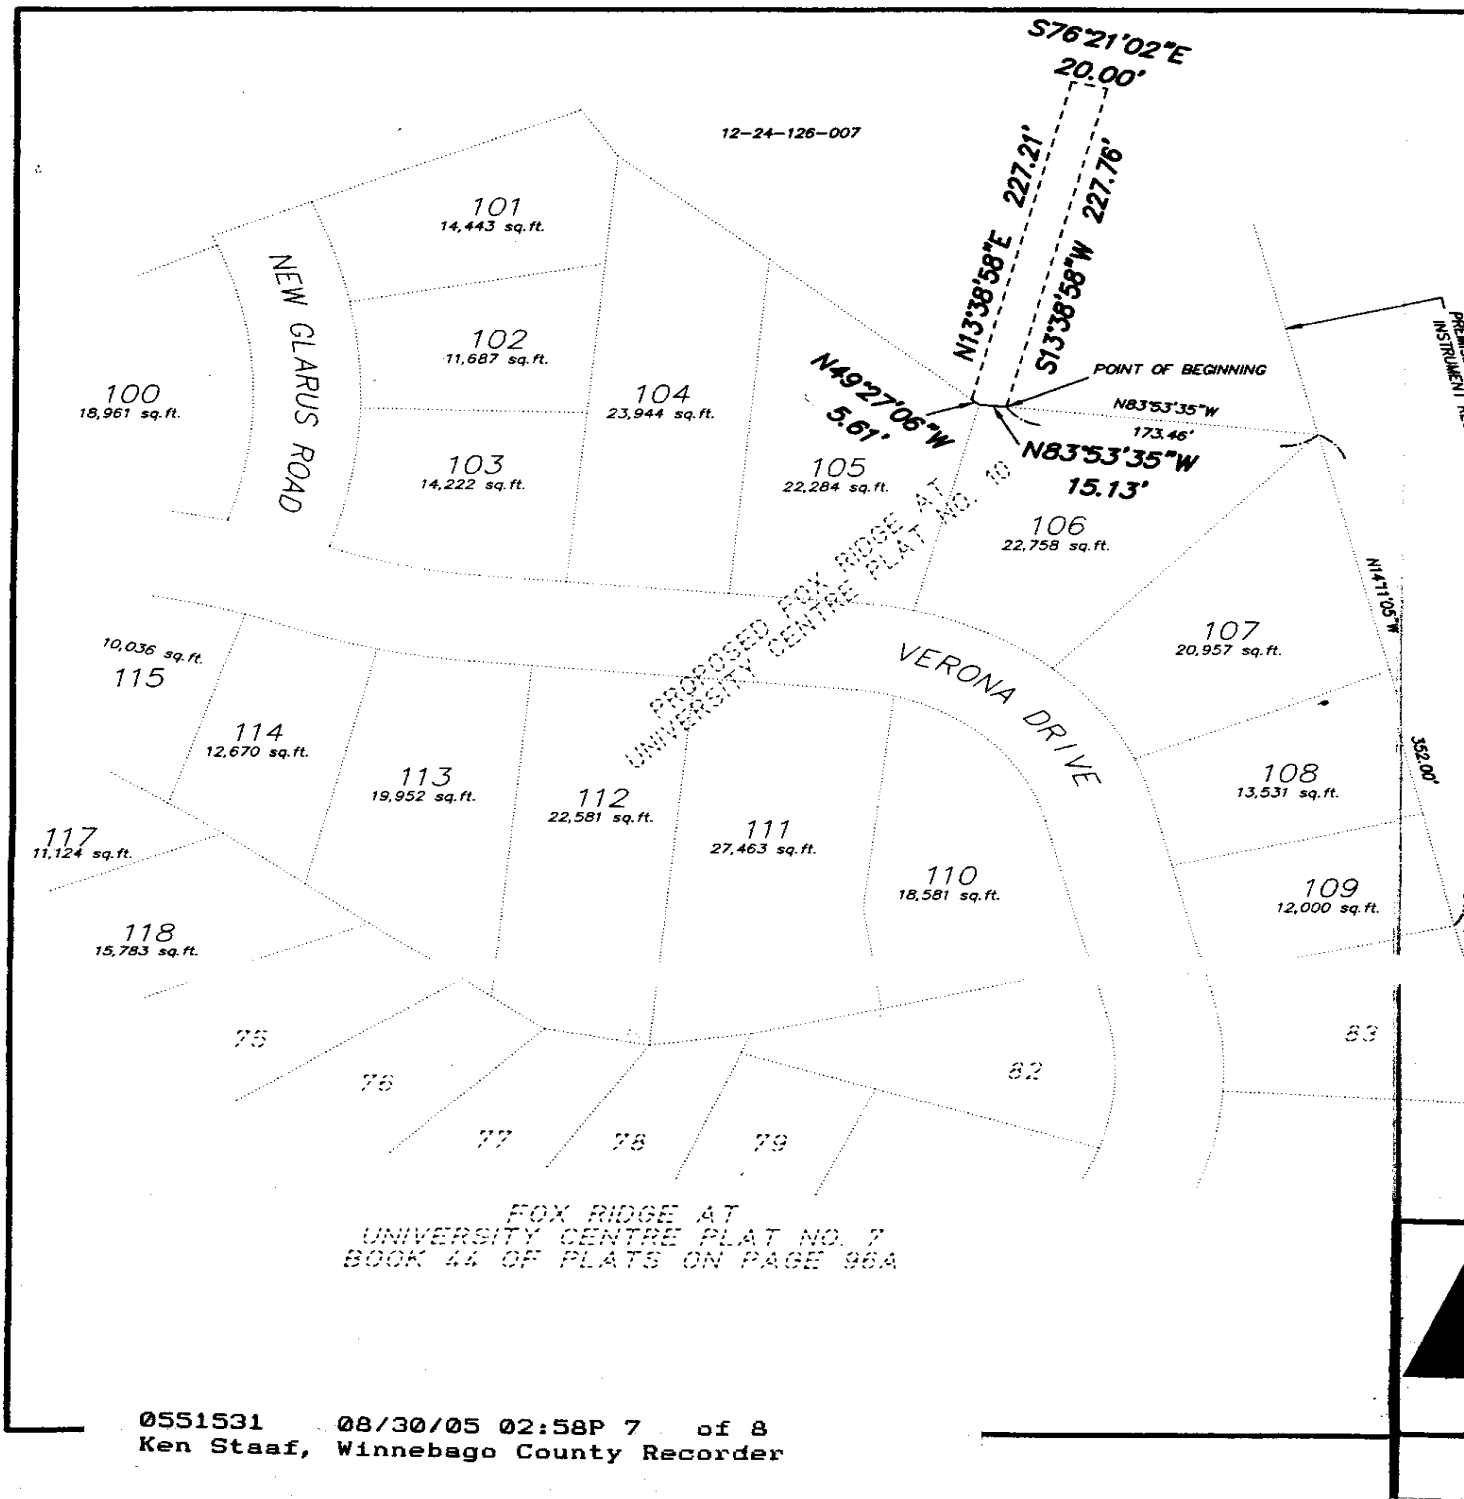 S76°21'02"E
20.00'
12-24-126-007
N13°38'58"E 227.21'
S13°38'58"W 227.76'
101
14,443 sq.ft.
NEW GLARUS ROAD
102
11,687 sq.ft.
100
18,961 sq.ft.
104
23,944 sq.ft.
103
14,222 sq.ft.
105
22,284 sq.ft.
N49°27'06"W
5.61'
POINT OF BEGINNING
N83°53'35"W
173.46'
N83°53'35"W
15.13'
INSTRUMENT
106
22,758 sq.ft.
PROPOSED FOX RIDGE AT
UNIVERSITY CENTRE PLAT NO. 10
N14°11'05"W
352.00'
107
20,957 sq.ft.
VERONA DRIVE
10,036 sq.ft.
115
114
12,670 sq.ft.
113
19,952 sq.ft.
112
22,581 sq.ft.
111
27,463 sq.ft.
110
18,581 sq.ft.
108
13,531 sq.ft.
109
12,000 sq.ft.
117
11,124 sq.ft.
118
15,783 sq.ft.
75
76
77
78
79
82
83
FOX RIDGE AT
UNIVERSITY CENTRE PLAT NO. 7
BOOK 44 OF PLATS ON PAGE 96A
0551531 08/30/05 02:58P 7 of 8
Ken Staaf, Winnebago County Recorder